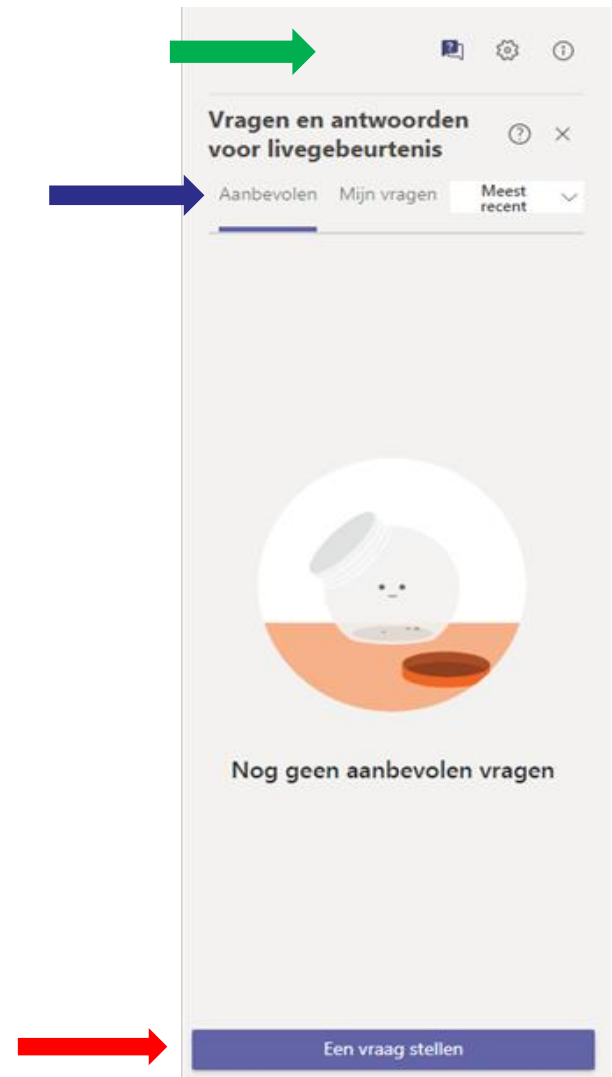 Vragen en antwoorden
voor livegebeurtenis
Aanbevolen Mijn vragen Meest
recent
Nog geen aanbevolen vragen
Een vraag stellen